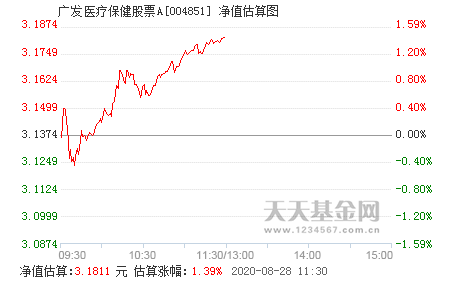 广发医疗保健股票A[004851] 净值估算图
3.1874 1.59%
3.1749 1.20%
3.1624 0.80%
3.1499 0.40%
3.1374 0.00%
3.1249 -0.40%
3.1124 -0.80%
3.0999 -1.20%
3.0874 -1.59%
天天基金网
www.1234567.com.cn
09:30 10:30 11:30/13:00 14:00 15:00
净值估算:3.1811 元 估算涨幅: 1.39% 2020-08-28 11:30